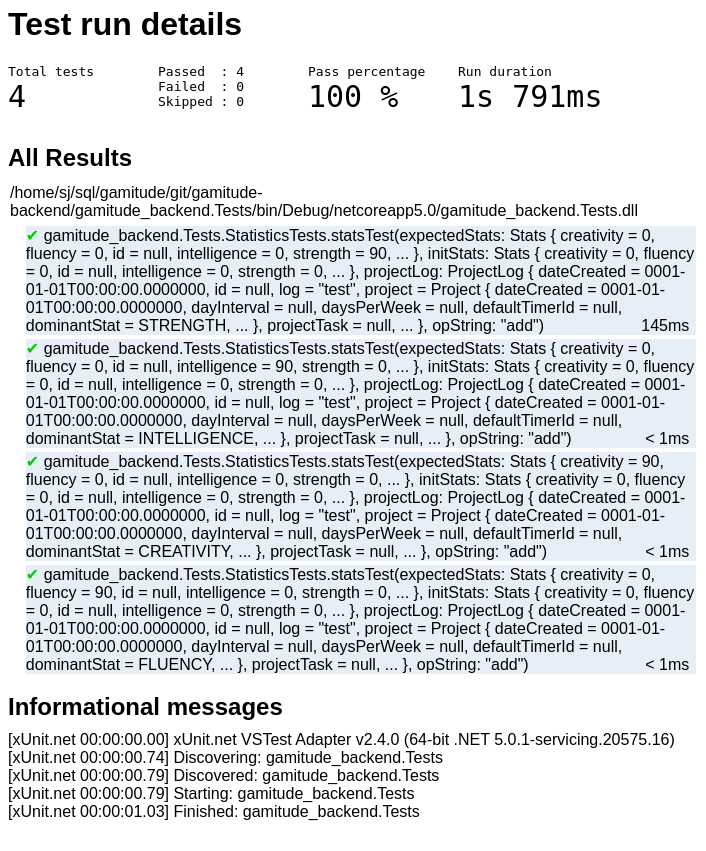 Test run details
Total tests
4
Passed : 4
Failed : 0
Skipped : 0
Pass percentage
100 %
Run duration
1s 791ms
All Results
/home/sj/sql/gamitude/git/gamitude-
backend/gamitude_backend.Tests/bin/Debug/netcoreapp5.0/gamitude_backend.Tests.dll
✔ gamitude_backend.Tests.StatisticsTests.statsTest(expectedStats: Stats { creativity = 0,
fluency = 0, id = null, intelligence = 0, strength = 90, ... }, initStats: Stats { creativity = 0, fluency
= 0, id = null, intelligence = 0, strength = 0, ... }, projectLog: ProjectLog { dateCreated = 0001-
01-01T00:00:00.0000000, id = null, log = "test", project = Project { dateCreated = 0001-01-
01T00:00:00.0000000, dayInterval = null, daysPerWeek = null, defaultTimerId = null,
dominantStat = STRENGTH, ... }, projectTask = null, ... }, opString: "add") 145ms
✔ gamitude_backend.Tests.StatisticsTests.statsTest(expectedStats: Stats { creativity = 0,
fluency = 0, id = null, intelligence = 90, strength = 0, ... }, initStats: Stats { creativity = 0, fluency
= 0, id = null, intelligence = 0, strength = 0, ... }, projectLog: ProjectLog { dateCreated = 0001-
01-01T00:00:00.0000000, id = null, log = "test", project = Project { dateCreated = 0001-01-
01T00:00:00.0000000, dayInterval = null, daysPerWeek = null, defaultTimerId = null,
dominantStat = INTELLIGENCE, ... }, projectTask = null, ... }, opString: "add") < 1ms
✔ gamitude_backend.Tests.StatisticsTests.statsTest(expectedStats: Stats { creativity = 90,
fluency = 0, id = null, intelligence = 0, strength = 0, ... }, initStats: Stats { creativity = 0, fluency
= 0, id = null, intelligence = 0, strength = 0, ... }, projectLog: ProjectLog { dateCreated = 0001-
01-01T00:00:00.0000000, id = null, log = "test", project = Project { dateCreated = 0001-01-
01T00:00:00.0000000, dayInterval = null, daysPerWeek = null, defaultTimerId = null,
dominantStat = CREATIVITY, ... }, projectTask = null, ... }, opString: "add") < 1ms
✔ gamitude_backend.Tests.StatisticsTests.statsTest(expectedStats: Stats { creativity = 0,
fluency = 90, id = null, intelligence = 0, strength = 0, ... }, initStats: Stats { creativity = 0, fluency
= 0, id = null, intelligence = 0, strength = 0, ... }, projectLog: ProjectLog { dateCreated = 0001-
01-01T00:00:00.0000000, id = null, log = "test", project = Project { dateCreated = 0001-01-
01T00:00:00.0000000, dayInterval = null, daysPerWeek = null, defaultTimerId = null,
dominantStat = FLUENCY, ... }, projectTask = null, ... }, opString: "add") < 1ms
Informational messages
[xUnit.net 00:00:00.00] xUnit.net VSTest Adapter v2.4.0 (64-bit .NET 5.0.1-servicing.20575.16)
[xUnit.net 00:00:00.74] Discovering: gamitude_backend.Tests
[xUnit.net 00:00:00.79] Discovered: gamitude_backend.Tests
[xUnit.net 00:00:00.79] Starting: gamitude_backend.Tests
[xUnit.net 00:00:01.03] Finished: gamitude_backend.Tests